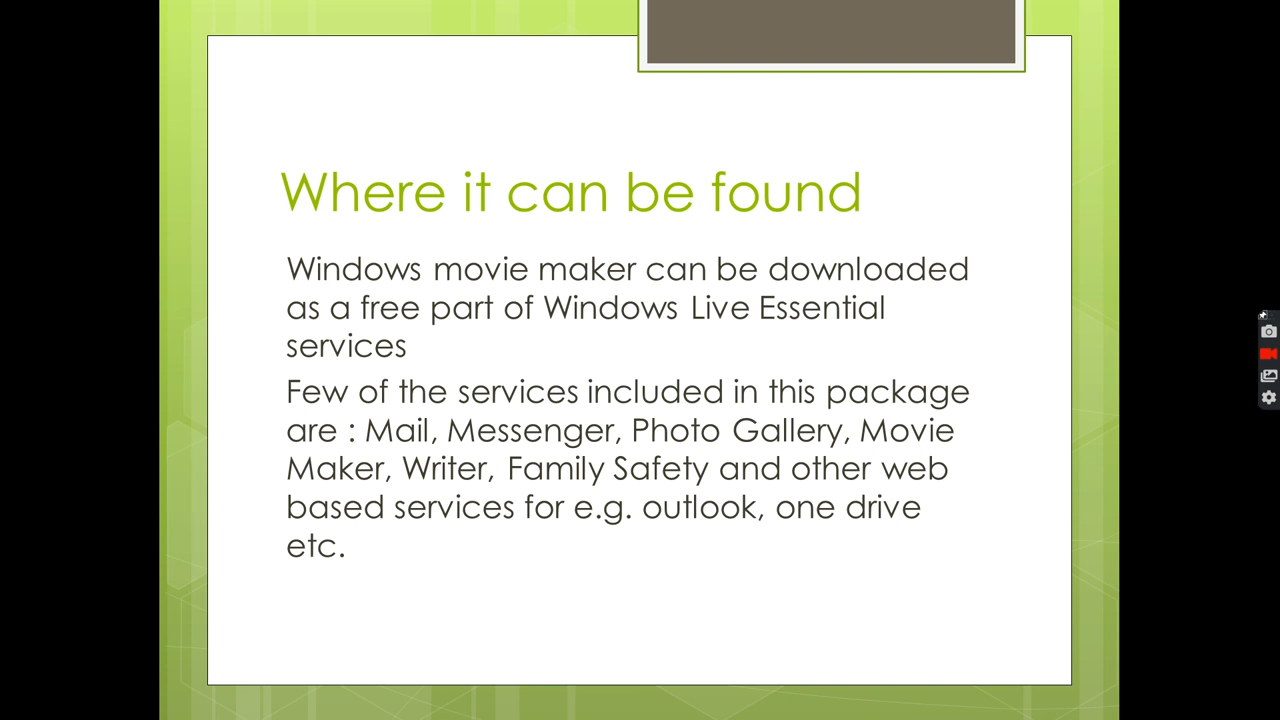 Where it can be found
Windows movie maker can be downloaded
as a free part of Windows Live Essential
services
Few of the services included in this package
are : Mail, Messenger, Photo Gallery, Movie
Maker, Writer, Family Safety and other web
based services for e.g. outlook, one drive
etc.